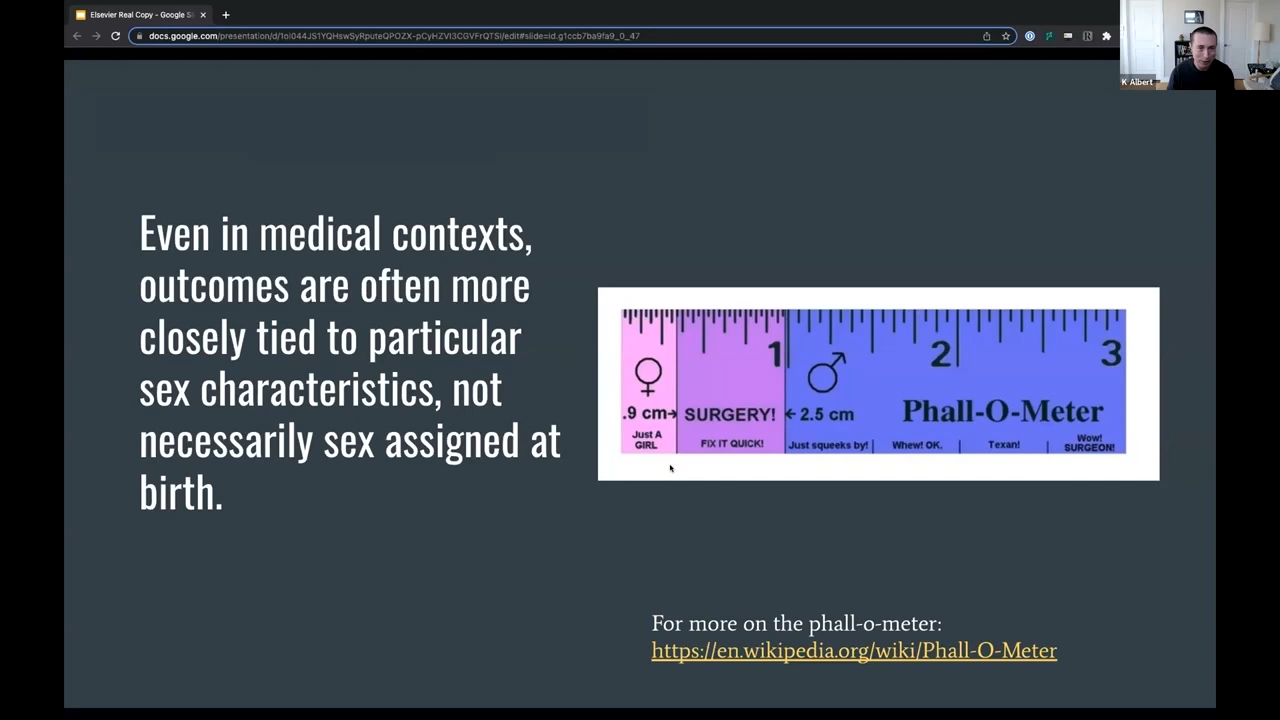 Elsevier Real Copy - Google Sl
docs.google.com/presentation/d/1oi044JS1YQHswSyRputeQPOZX-pCyHZVI3CGVFrQTSI/edit#slide=id.g1ccb7ba9fa9_0_47
K Albert
Even in medical contexts,
outcomes are often more
closely tied to particular
sex characteristics, not
necessarily sex assigned at
birth.
1 2 3
♀ ♂
.9 cm→ SURGERY! ← 2.5 cm Phall-O-Meter
Just A
GIRL
FIX IT QUICK!
Just squeeks by! Whew! OK. Texan!
Wow!
SURGEON!
For more on the phall-o-meter:
https://en.wikipedia.org/wiki/Phall-O-Meter